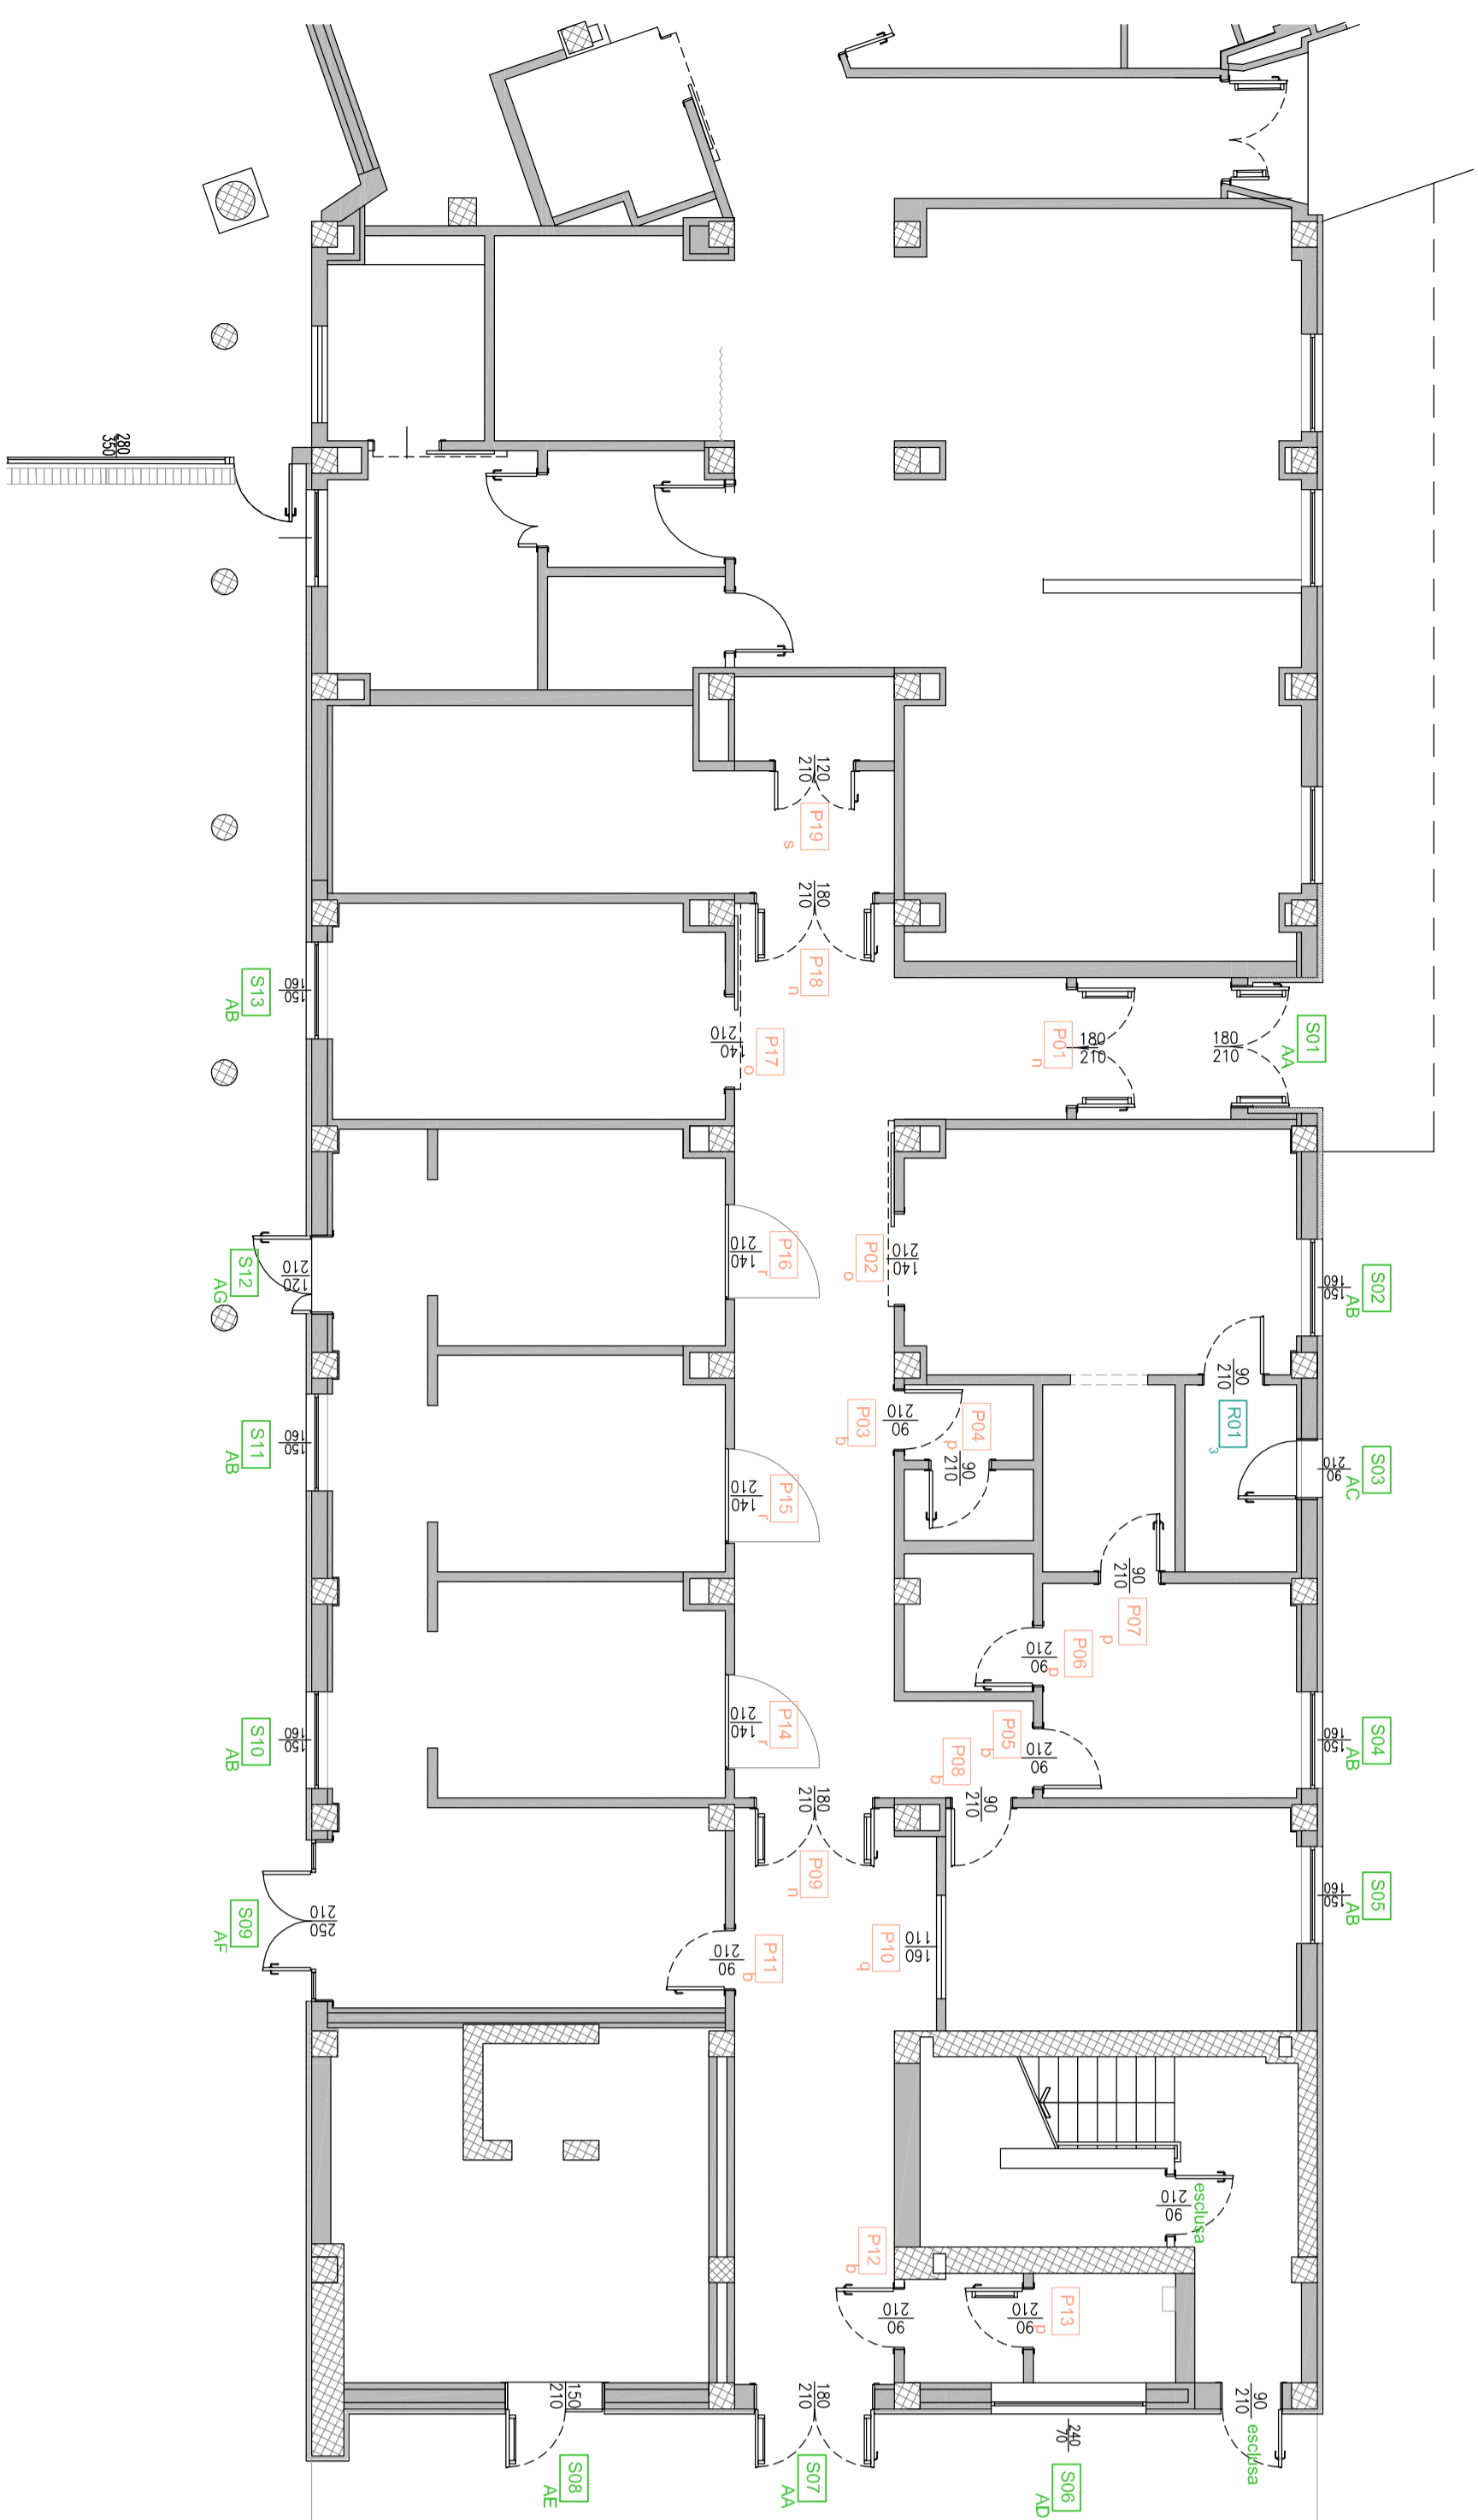 280
350
120
210
P19
s
180
210
P18
n
S13
AB
160
150
P17
o
140
210
P01
n
180
210
180
210
S01
AA
S12
AG
120
210
P16
r
140
210
P02
o
140
210
S02
AB
160
150
90
210
R01
3
P03
b
90
210
P04
p
90
210
S03
AC
90
210
S11
AB
160
150
P15
r
140
210
90
210
P07
p
P06
p
90
210
S10
AB
160
150
P14
r
140
210
P05
b
90
210
P08
b
90
210
S04
AB
160
150
180
210
P09
n
S05
AB
160
150
S09
AF
250
210
P11
b
90
210
P10
q
160
110
esclusa
90
210
P12
b
90
210
P13
p
90
210
150
210
S08
AE
180
210
S07
AA
240
70
S06
AD
90
210
esclusa